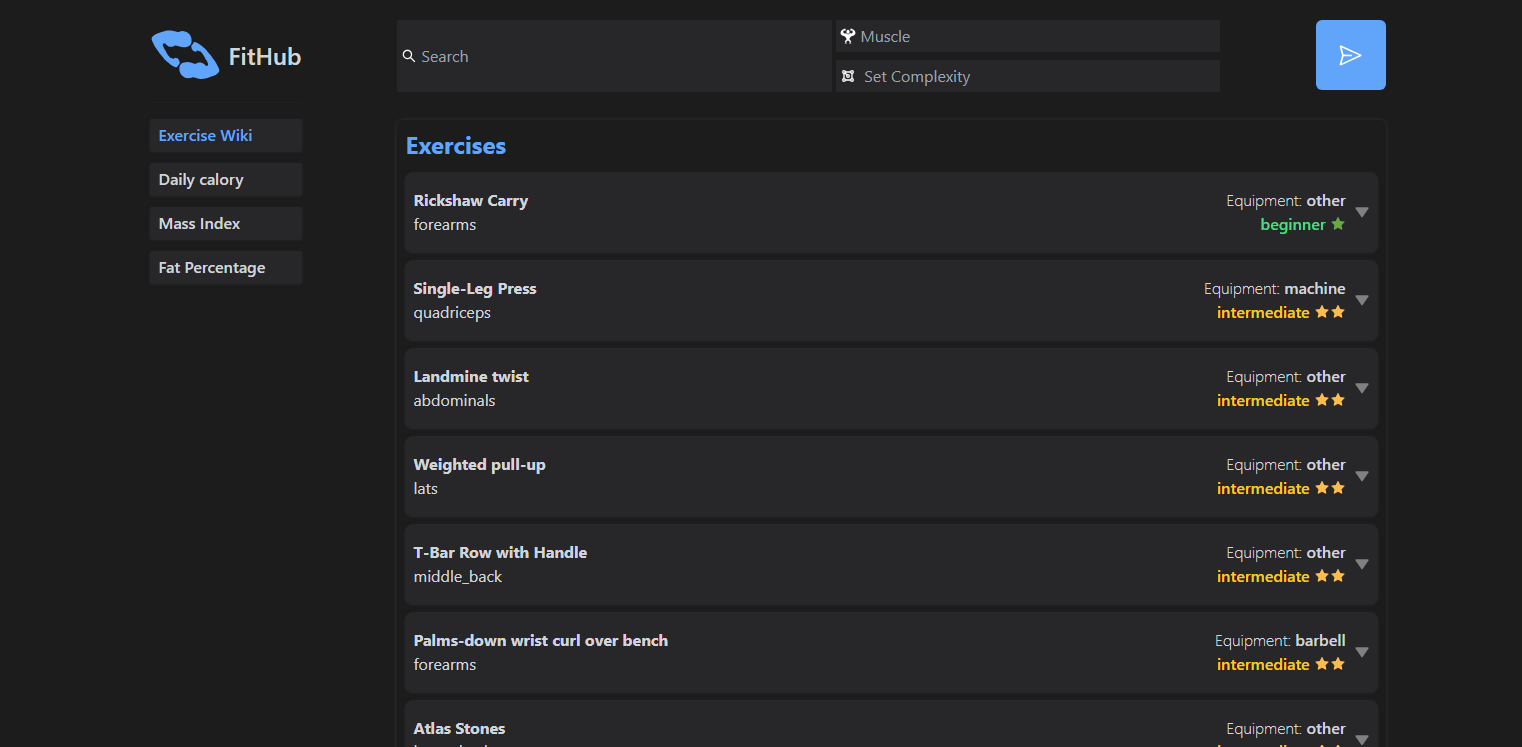 FitHub
Search
Muscle
Set Complexity
Exercise Wiki
Daily calory
Mass Index
Fat Percentage
Exercises
Rickshaw Carry
forearms
Equipment: other
beginner
Single-Leg Press
quadriceps
Equipment: machine
intermediate
Landmine twist
abdominals
Equipment: other
intermediate
Weighted pull-up
lats
Equipment: other
intermediate
T-Bar Row with Handle
middle_back
Equipment: other
intermediate
Palms-down wrist curl over bench
forearms
Equipment: barbell
intermediate
Atlas Stones
Equipment: other